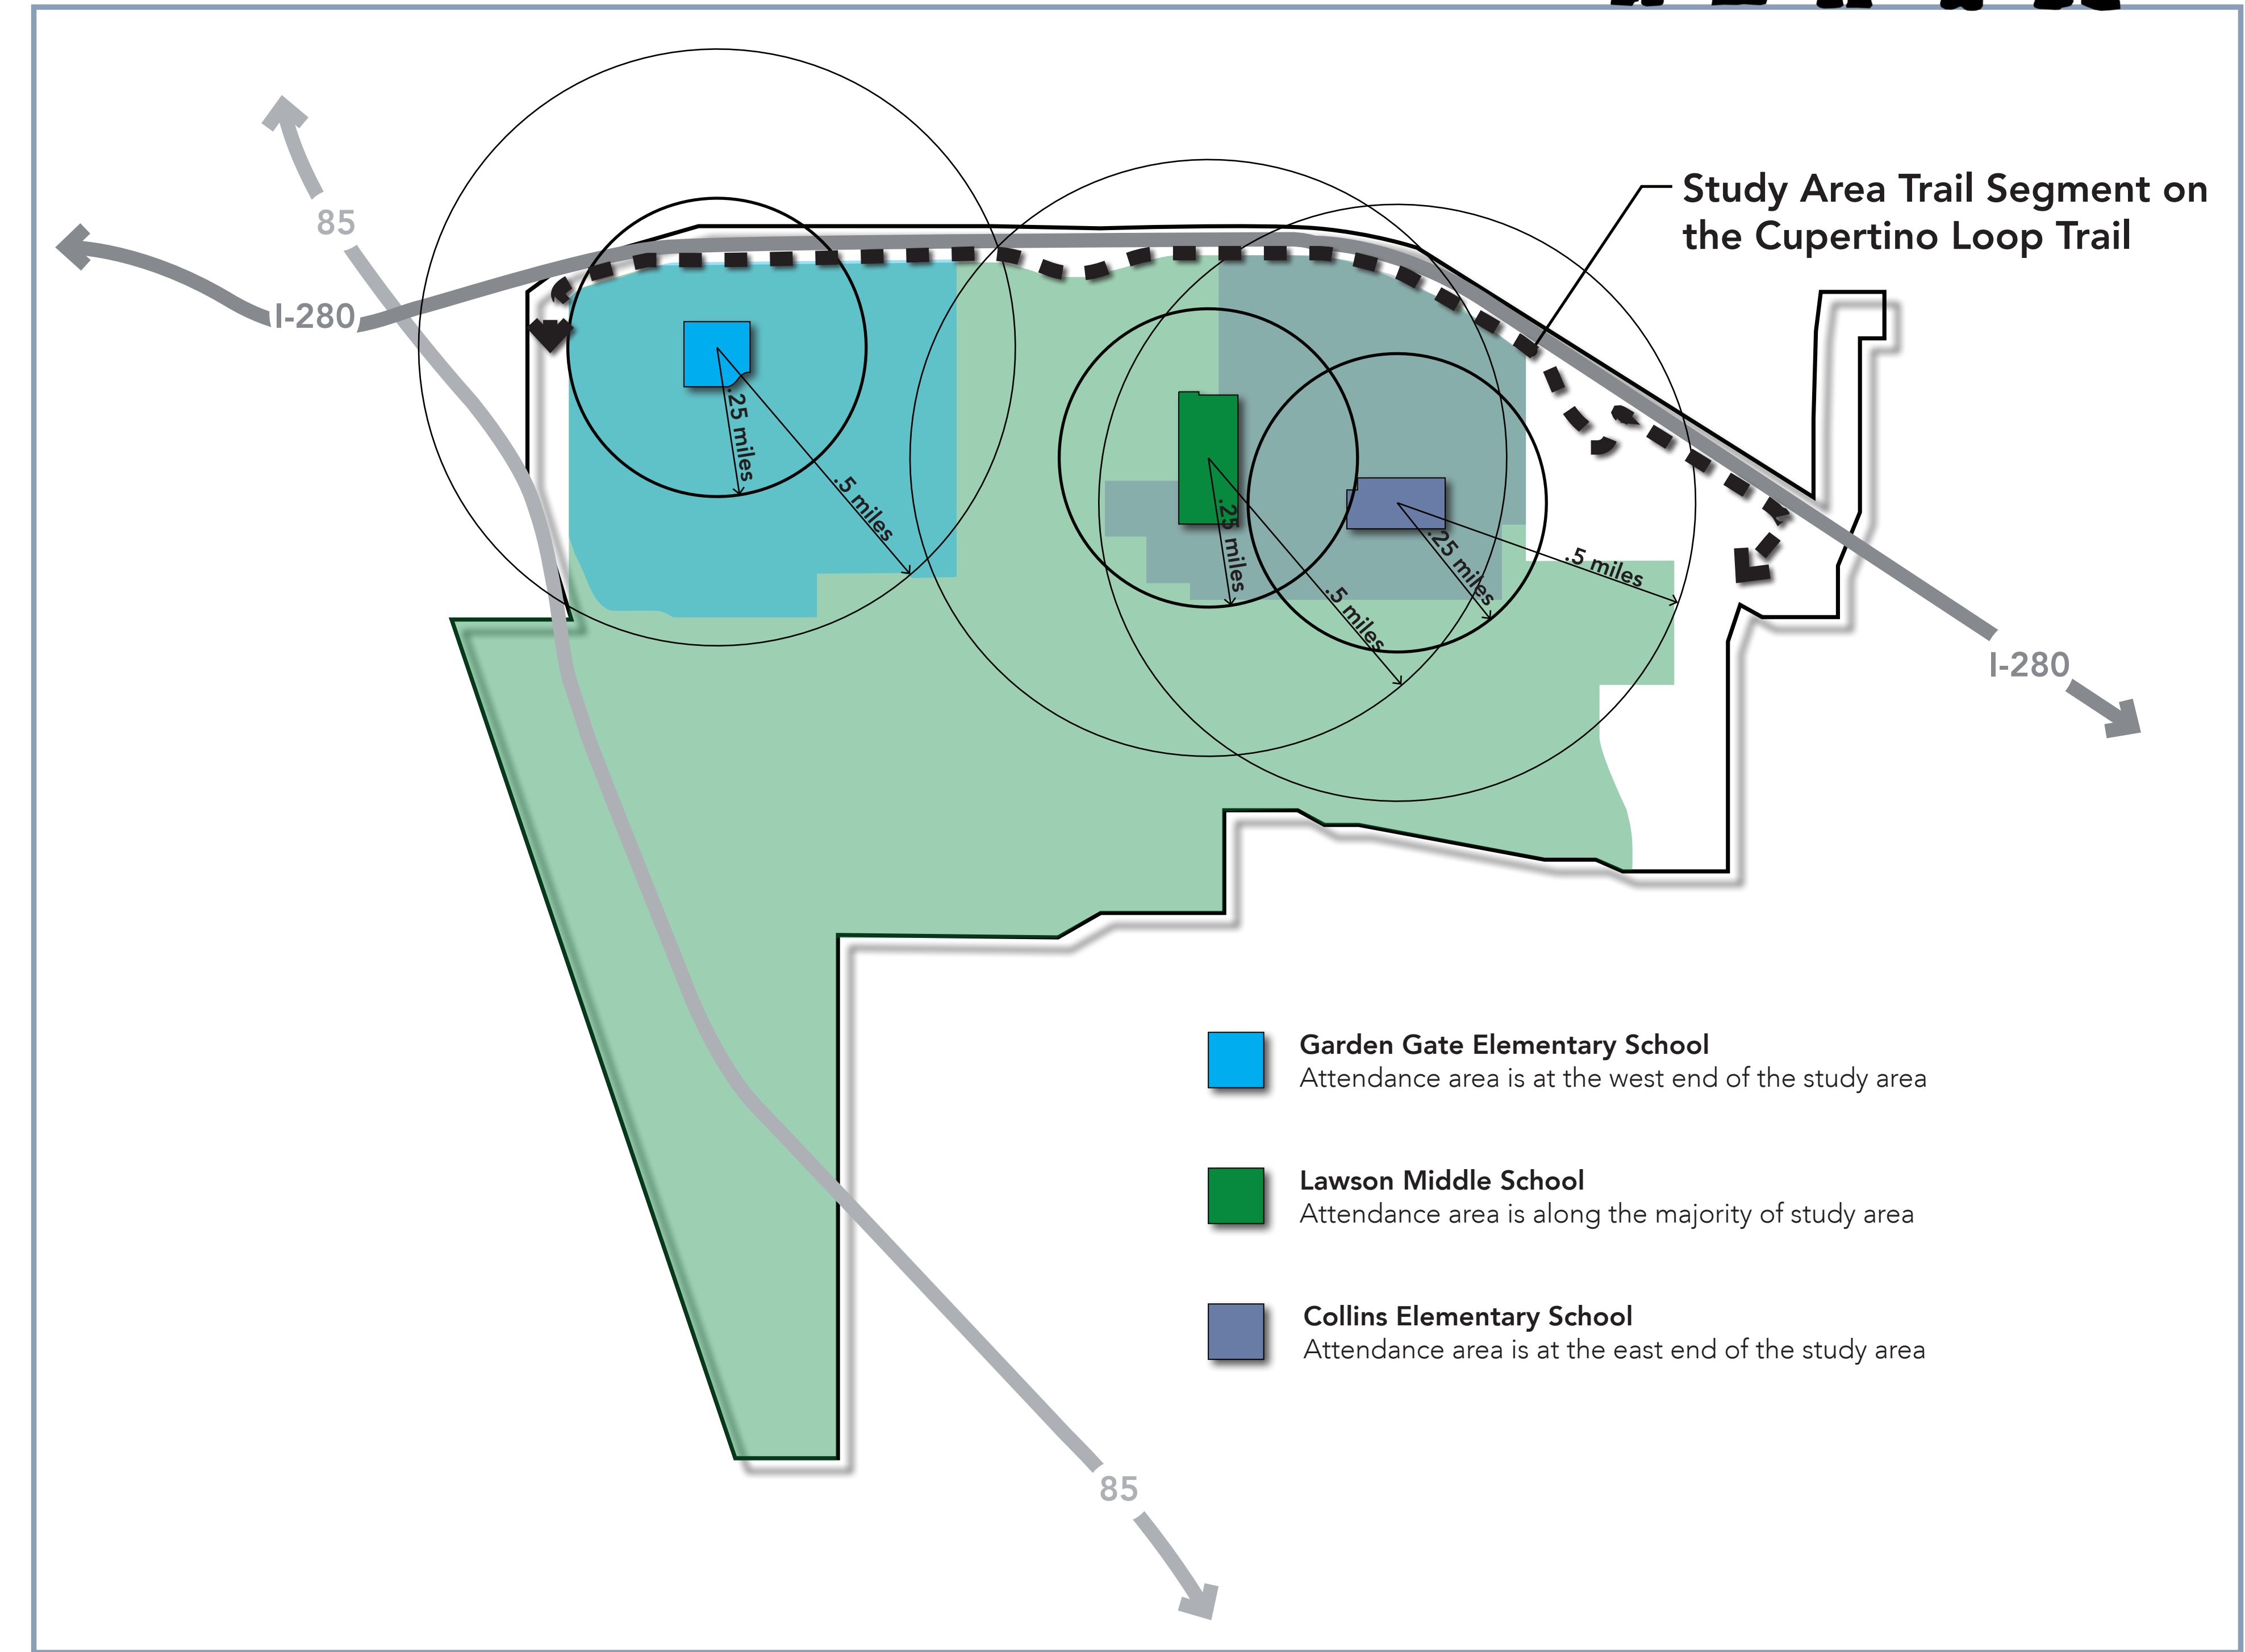 Study Area Trail Segment on
the Cupertino Loop Trail
85
I-280
.25 miles
.5 miles
.25 miles
.5 miles
.25 miles
.5 miles
I-280
Garden Gate Elementary School
Attendance area is at the west end of the study area
Lawson Middle School
Attendance area is along the majority of study area
Collins Elementary School
Attendance area is at the east end of the study area
85